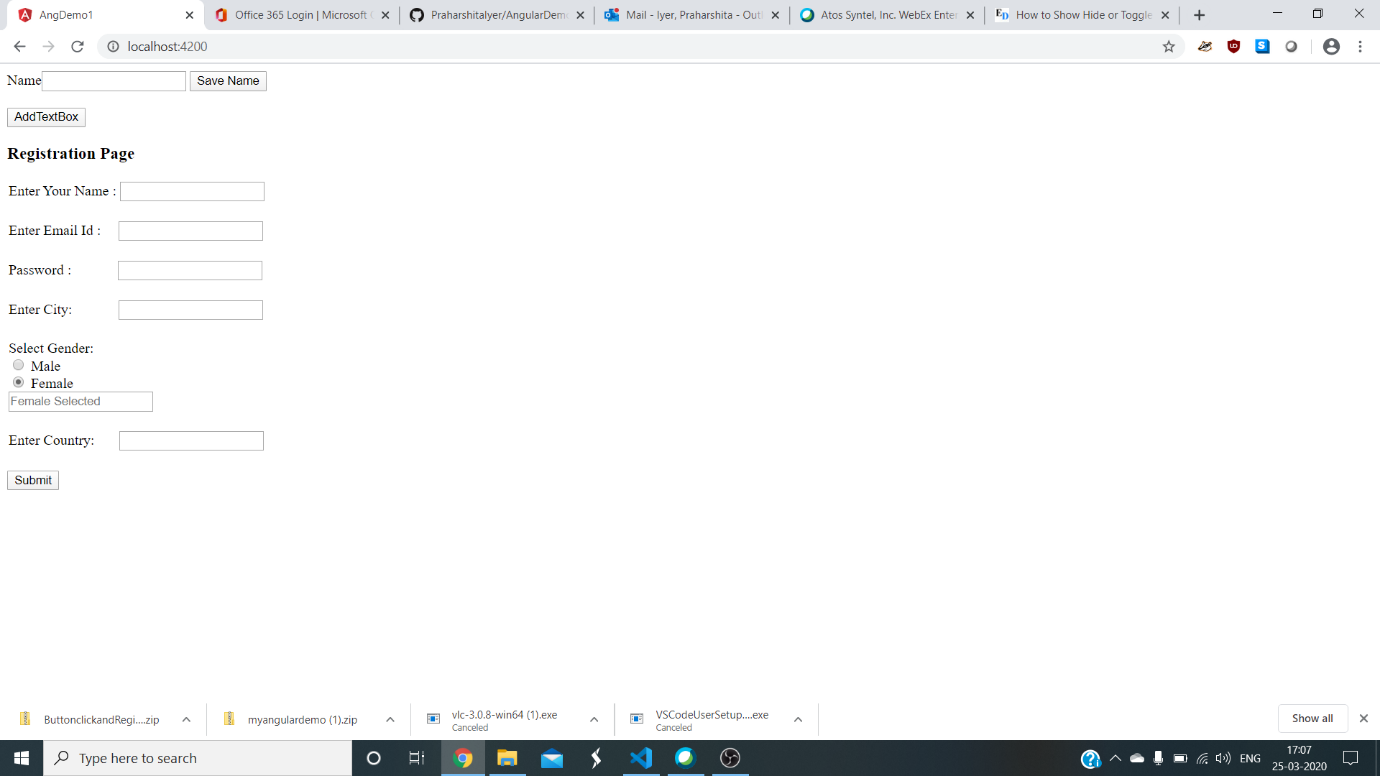 AngDemo1
Office 365 Login | Microsoft
PraharshitaIyer/AngularDem
Mail - Iyer, Praharshita - Out
Atos Syntel, Inc. WebEx Enter
ED How to Show Hide or Toggle
localhost:4200
Name Save Name
AddTextBox
Registration Page
Enter Your Name :
Enter Email Id :
Password :
Enter City:
Select Gender:
Male
Female
Female Selected
Enter Country:
Submit
ButtonclickandRegi....zip
myangulardemo (1).zip
vlc-3.0.8-win64 (1).exe
Canceled
VSCodeUserSetup....exe
Canceled
Show all
Type here to search
ENG
17:07
25-03-2020